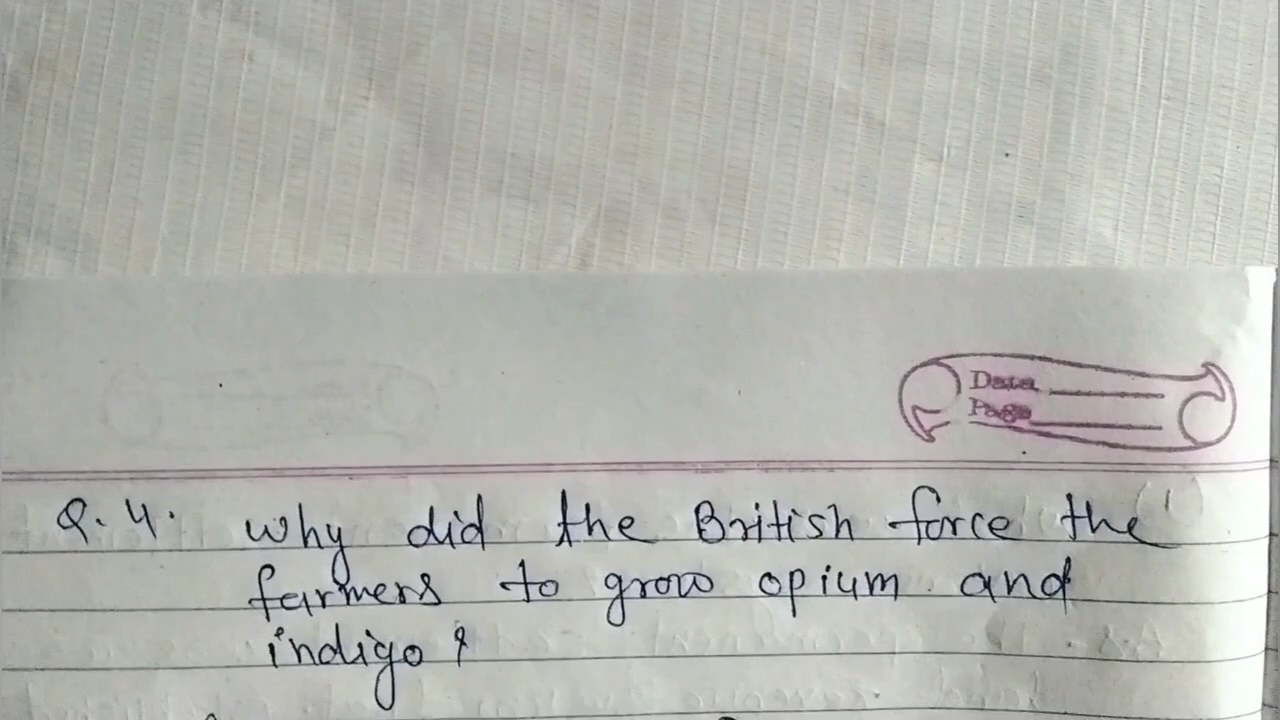 Date
Page
Q. 4. Why did the British force the
farmers to grow opium and
indigo ?